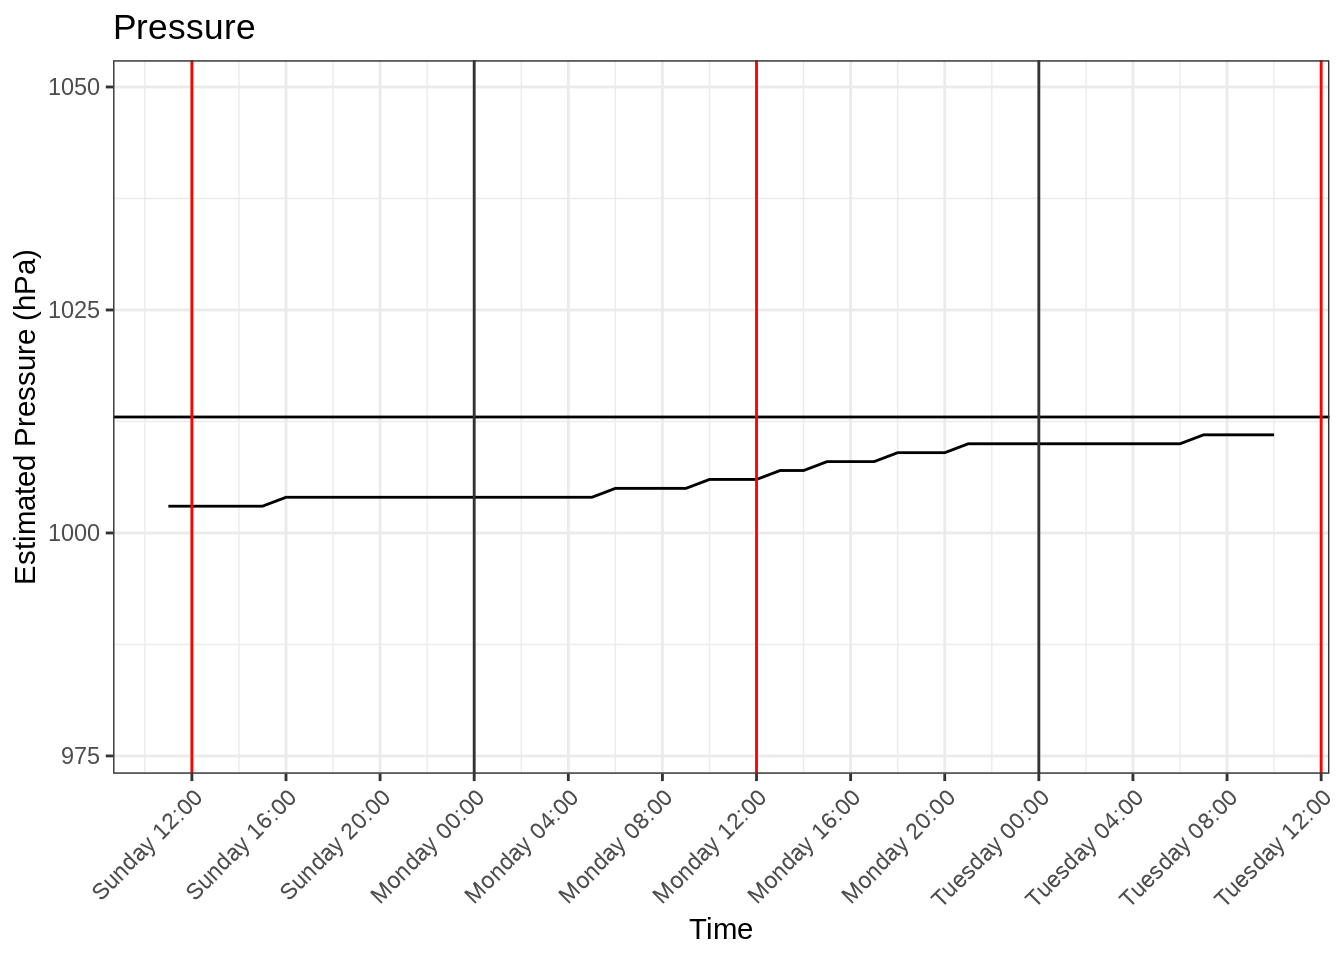 Pressure
1050
1025
1000
975
Estimated Pressure (hPa)
Sunday 12:00
Sunday 16:00
Sunday 20:00
Monday 00:00
Monday 04:00
Monday 08:00
Monday 12:00
Monday 16:00
Monday 20:00
Tuesday 00:00
Tuesday 04:00
Tuesday 08:00
Tuesday 12:00
Time